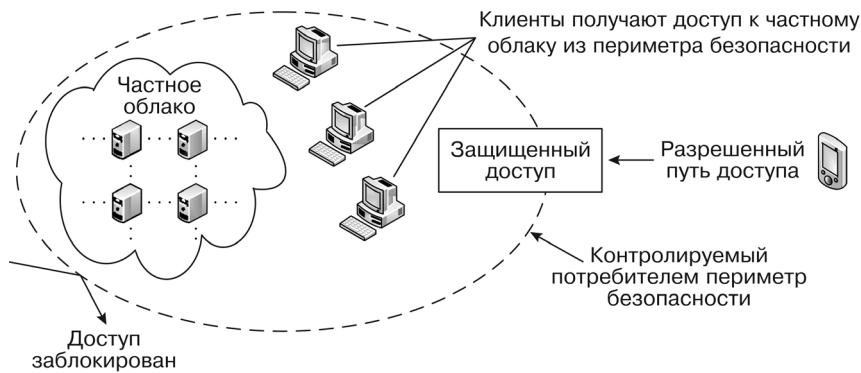 Клиенты получают доступ к частному
облаку из периметра безопасности
Частное
облако
Защищенный
доступ
Разрешенный
путь доступа
Контролируемый
потребителем периметр
безопасности
Доступ
заблокирован